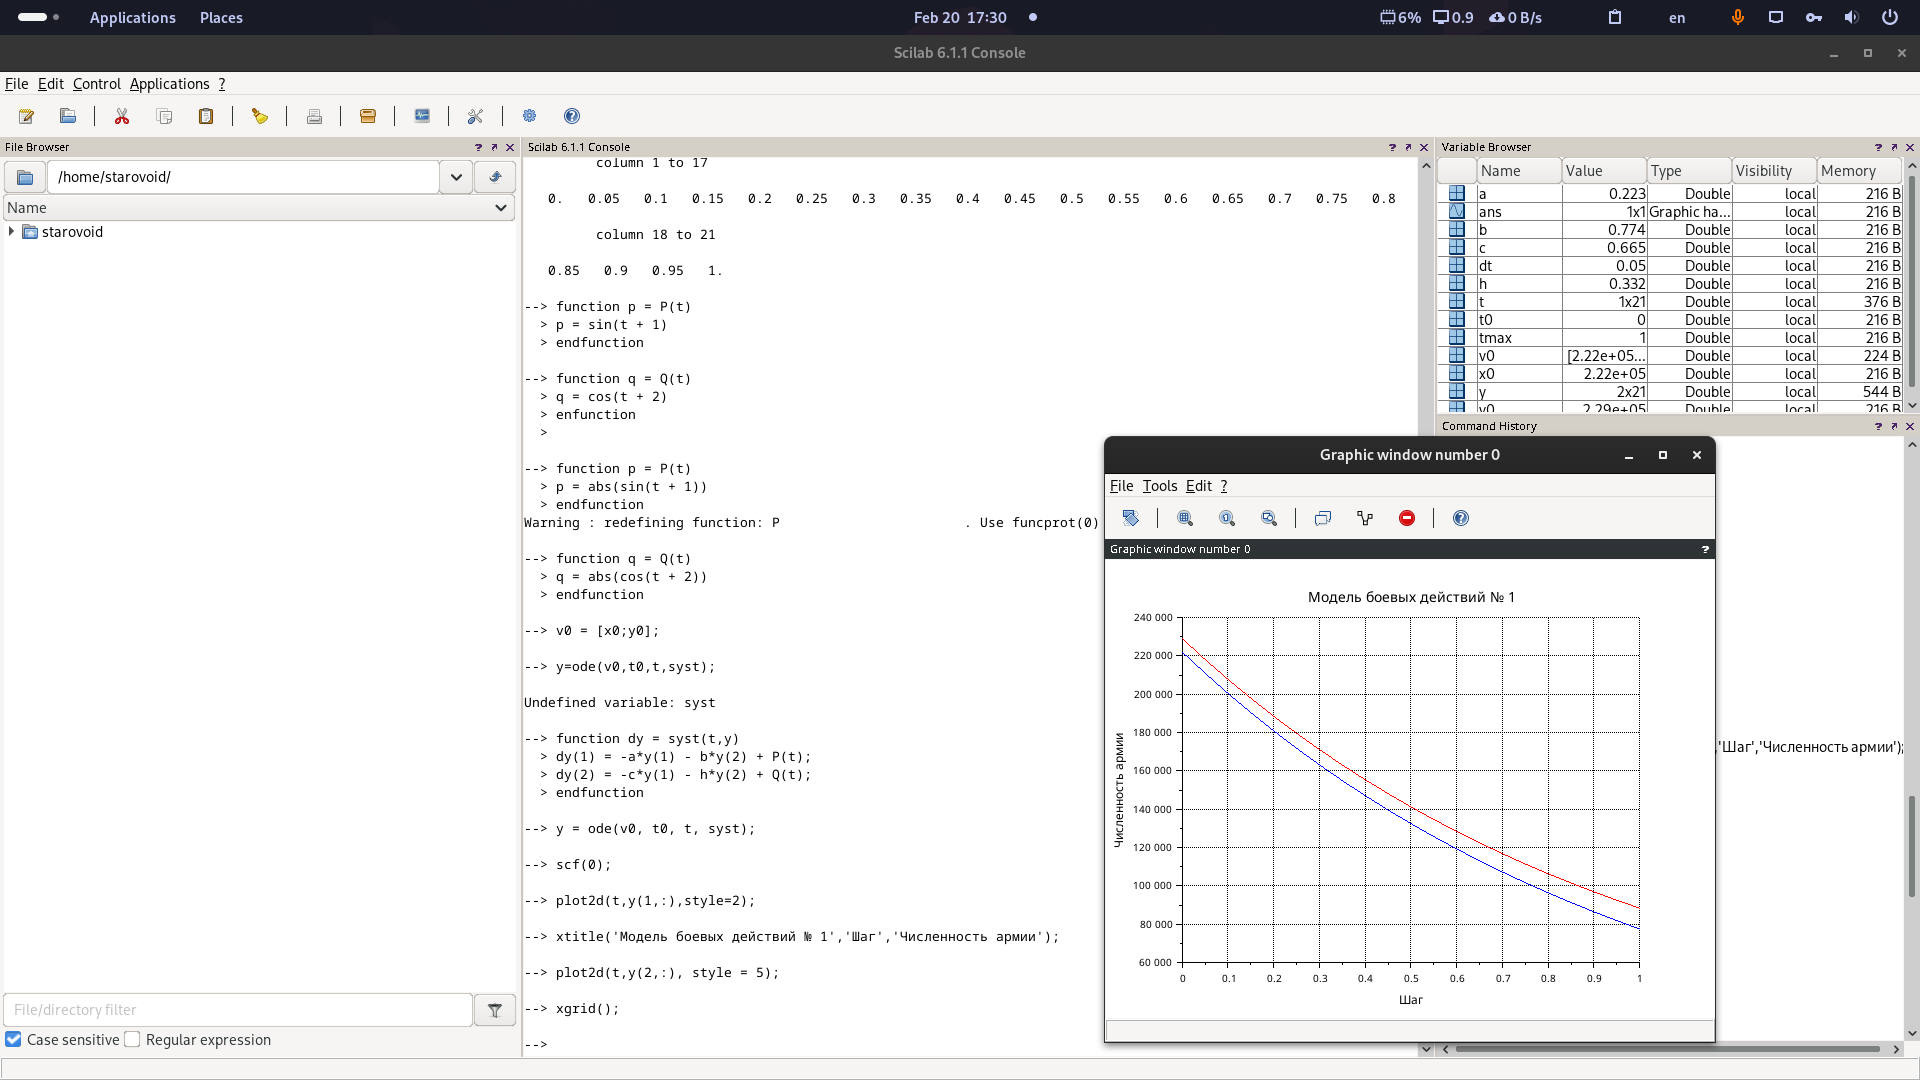 Applications Places
Feb 20 17:30
6% 0.9 0 B/s en
Scilab 6.1.1 Console
File Edit Control Applications ?
File Browser ?
/home/starovoid/
Name
starovoid
File/directory filter
Case sensitive Regular expression
Scilab 6.1.1 Console ?
column 1 to 17
0. 0.05 0.1 0.15 0.2 0.25 0.3 0.35 0.4 0.45 0.5 0.55 0.6 0.65 0.7 0.75 0.8
column 18 to 21
0.85 0.9 0.95 1.
--> function p = P(t)
> p = sin(t + 1)
> endfunction
--> function q = Q(t)
> q = cos(t + 2)
> enfunction
>
--> function p = P(t)
> p = abs(sin(t + 1))
> endfunction
Warning : redefining function: P . Use funcprot(0)
--> function q = Q(t)
> q = abs(cos(t + 2))
> endfunction
--> v0 = [x0;y0];
--> y=ode(v0,t0,t,syst);
Undefined variable: syst
--> function dy = syst(t,y)
> dy(1) = -a*y(1) - b*y(2) + P(t);
> dy(2) = -c*y(1) - h*y(2) + Q(t);
> endfunction
--> y = ode(v0, t0, t, syst);
--> scf(0);
--> plot2d(t,y(1,:),style=2);
--> xtitle('Модель боевых действий № 1','Шаг','Численность армии');
--> plot2d(t,y(2,:), style = 5);
--> xgrid();
-->
Variable Browser ?
Name Value Type Visibility Memory
a 0.223 Double local 216 B
ans 1x1 Graphic ha... local 216 B
b 0.774 Double local 216 B
c 0.665 Double local 216 B
dt 0.05 Double local 216 B
h 0.332 Double local 216 B
t 1x21 Double local 376 B
t0 0 Double local 216 B
tmax 1 Double local 216 B
v0 [2.22e+05... Double local 224 B
x0 2.22e+05 Double local 216 B
y 2x21 Double local 544 B
y0 2.29e+05 Double local 216 B
Command History ?
,'Шаг','Численность армии');
Graphic window number 0
File Tools Edit ?
Graphic window number 0 ?
Модель боевых действий № 1
240 000
220 000
200 000
180 000
160 000
140 000
120 000
100 000
80 000
60 000
Численность армии
0 0.1 0.2 0.3 0.4 0.5 0.6 0.7 0.8 0.9 1
Шаг